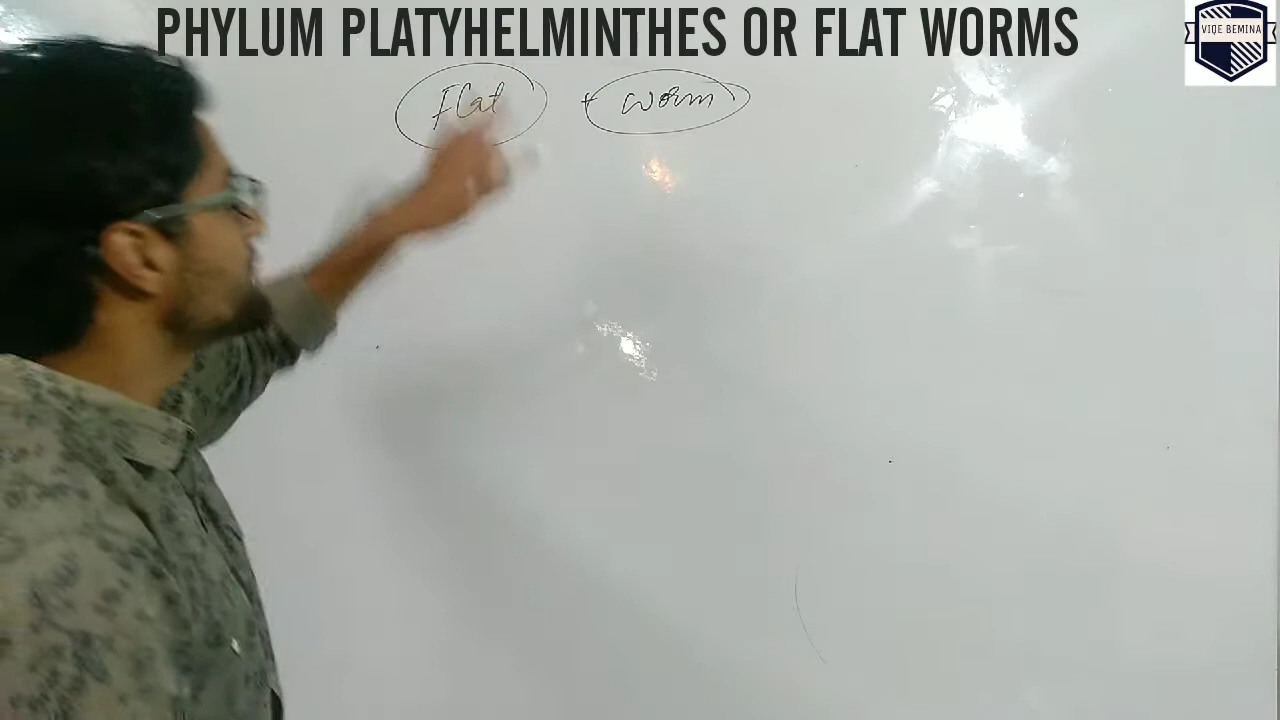 PHYLUM PLATYHELMINTHES OR FLAT WORMS
VIQE BEMINA
Flat + worm